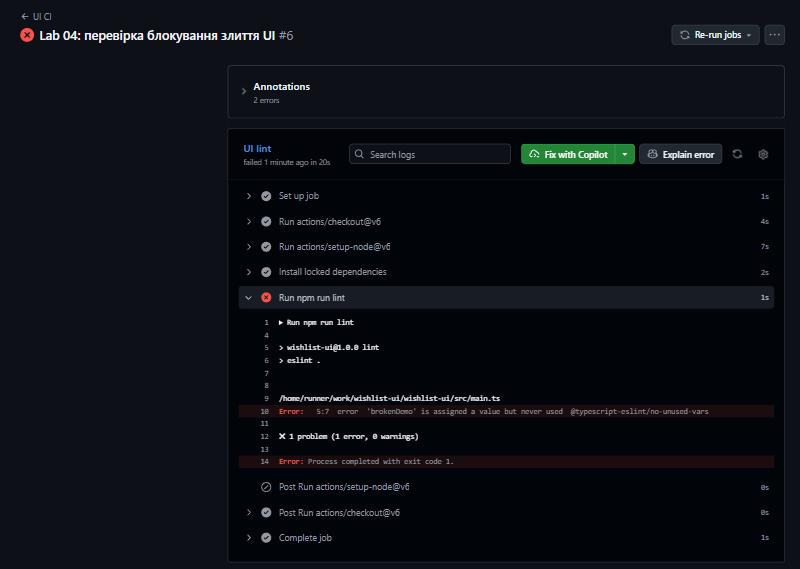 ← UI CI
Lab 04: перевірка блокування злиття UI #6
Re-run jobs
...
Annotations
2 errors
UI lint
failed 1 minute ago in 20s
Search logs
Fix with Copilot
Explain error
Set up job 1s
Run actions/checkout@v6 4s
Run actions/setup-node@v6 7s
Install locked dependencies 2s
Run npm run lint 1s
1 ▶ Run npm run lint
4
5 > wishlist-ui@1.0.0 lint
6 > eslint .
7
8
9 /home/runner/work/wishlist-ui/wishlist-ui/src/main.ts
10 Error: 5:7 error 'brokenDemo' is assigned a value but never used @typescript-eslint/no-unused-vars
11
12 ✖ 1 problem (1 error, 0 warnings)
13
14 Error: Process completed with exit code 1.
Post Run actions/setup-node@v6 0s
Post Run actions/checkout@v6 0s
Complete job 1s